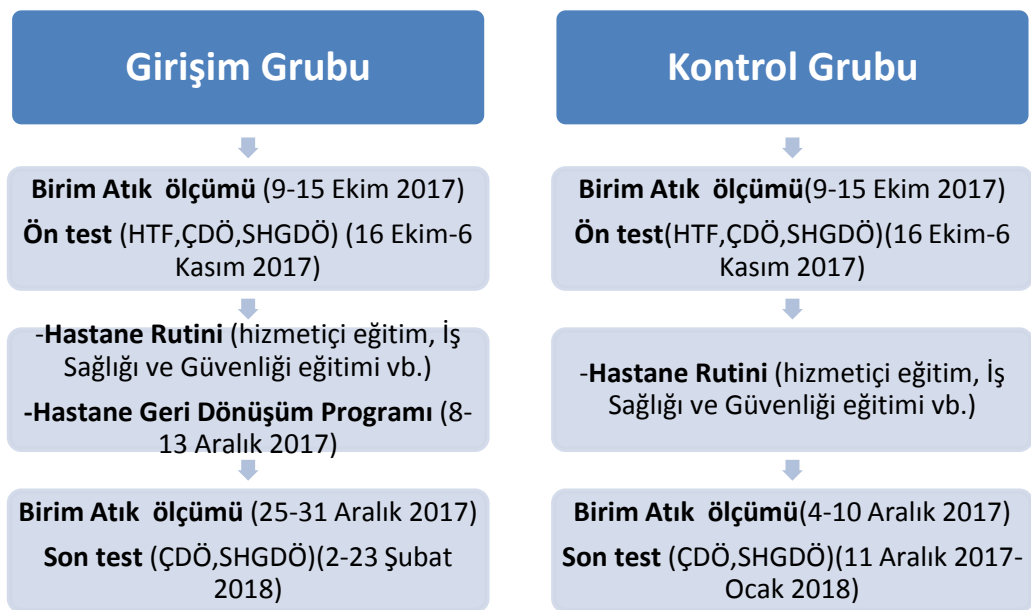 Girişim Grubu
Birim Atık ölçümü (9-15 Ekim 2017)
Ön test (HTF,ÇDÖ,SHGDÖ) (16 Ekim-6
Kasım 2017)
-Hastane Rutini (hizmetiçi eğitim, İş
Sağlığı ve Güvenliği eğitimi vb.)
-Hastane Geri Dönüşüm Programı (8-
13 Aralık 2017)
Birim Atık ölçümü (25-31 Aralık 2017)
Son test (ÇDÖ,SHGDÖ)(2-23 Şubat
2018)
Kontrol Grubu
Birim Atık ölçümü(9-15 Ekim 2017)
Ön test(HTF,ÇDÖ,SHGDÖ)(16 Ekim-6
Kasım 2017)
-Hastane Rutini (hizmetiçi eğitim, İş
Sağlığı ve Güvenliği eğitimi vb.)
Birim Atık ölçümü(4-10 Aralık 2017)
Son test (ÇDÖ,SHGDÖ)(11 Aralık 2017-
Ocak 2018)